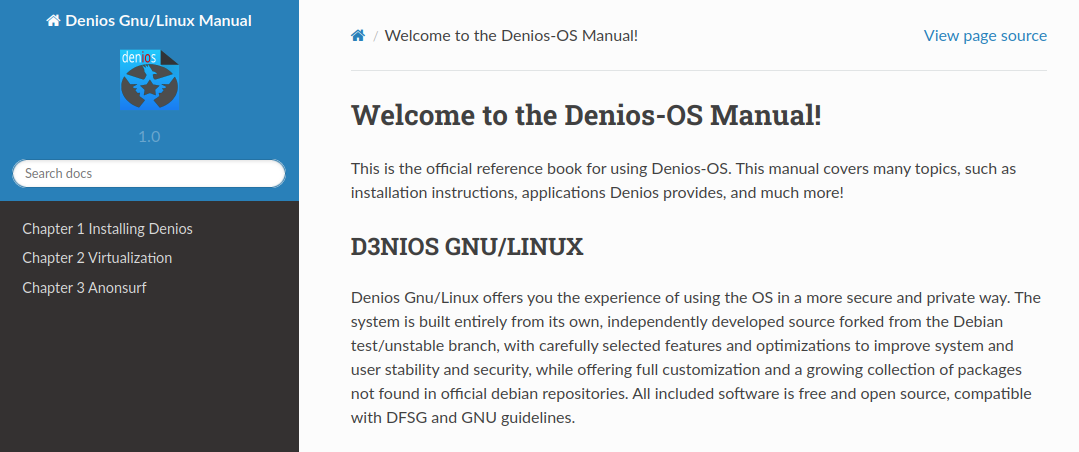 Denios Gnu/Linux Manual
denios
1.0
Search docs
Chapter 1 Installing Denios
Chapter 2 Virtualization
Chapter 3 Anonsurf
/ Welcome to the Denios-OS Manual!
View page source
Welcome to the Denios-OS Manual!
This is the official reference book for using Denios-OS. This manual covers many topics, such as
installation instructions, applications Denios provides, and much more!
D3NIOS GNU/LINUX
Denios Gnu/Linux offers you the experience of using the OS in a more secure and private way. The
system is built entirely from its own, independently developed source forked from the Debian
test/unstable branch, with carefully selected features and optimizations to improve system and
user stability and security, while offering full customization and a growing collection of packages
not found in official debian repositories. All included software is free and open source, compatible
with DFSG and GNU guidelines.